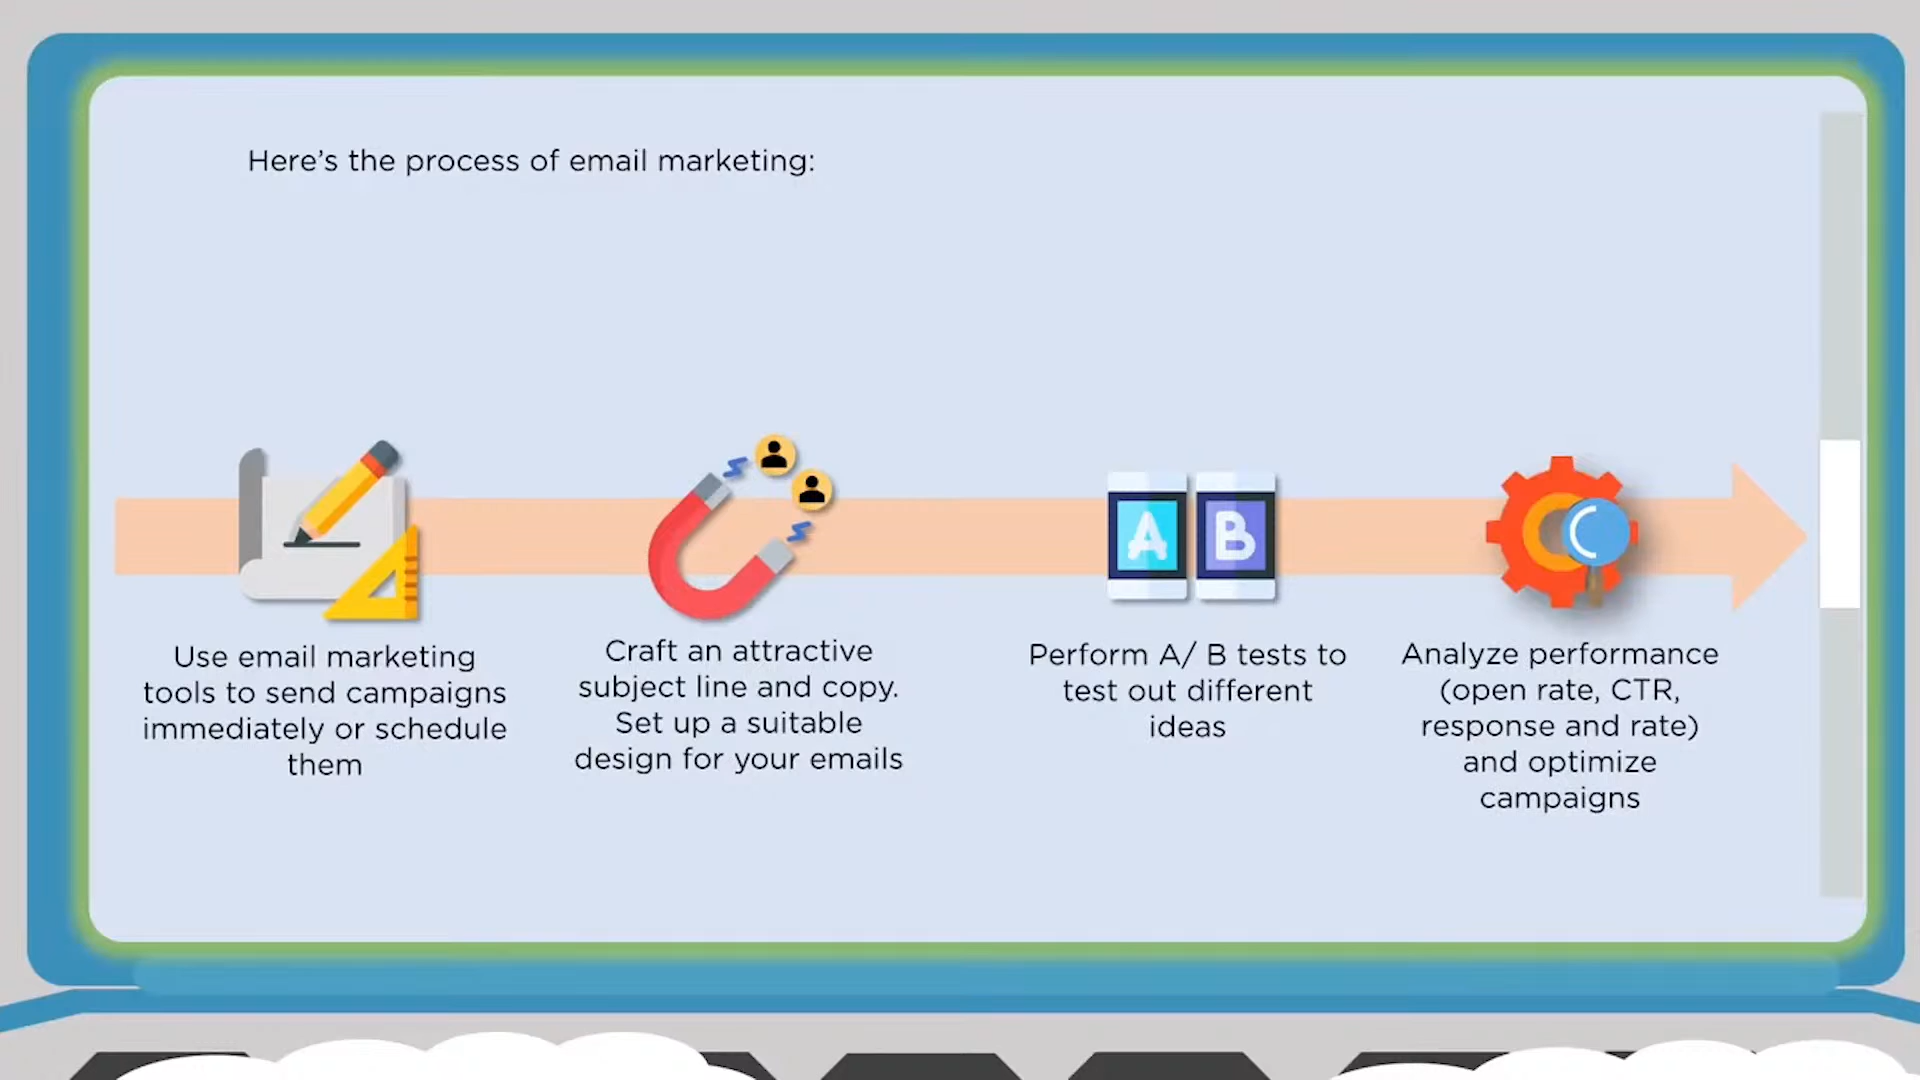 Here's the process of email marketing:
A
B
Use email marketing
tools to send campaigns
immediately or schedule
them
Craft an attractive
subject line and copy.
Set up a suitable
design for your emails
Perform A/ B tests to
test out different
ideas
Analyze performance
(open rate, CTR,
response and rate)
and optimize
campaigns